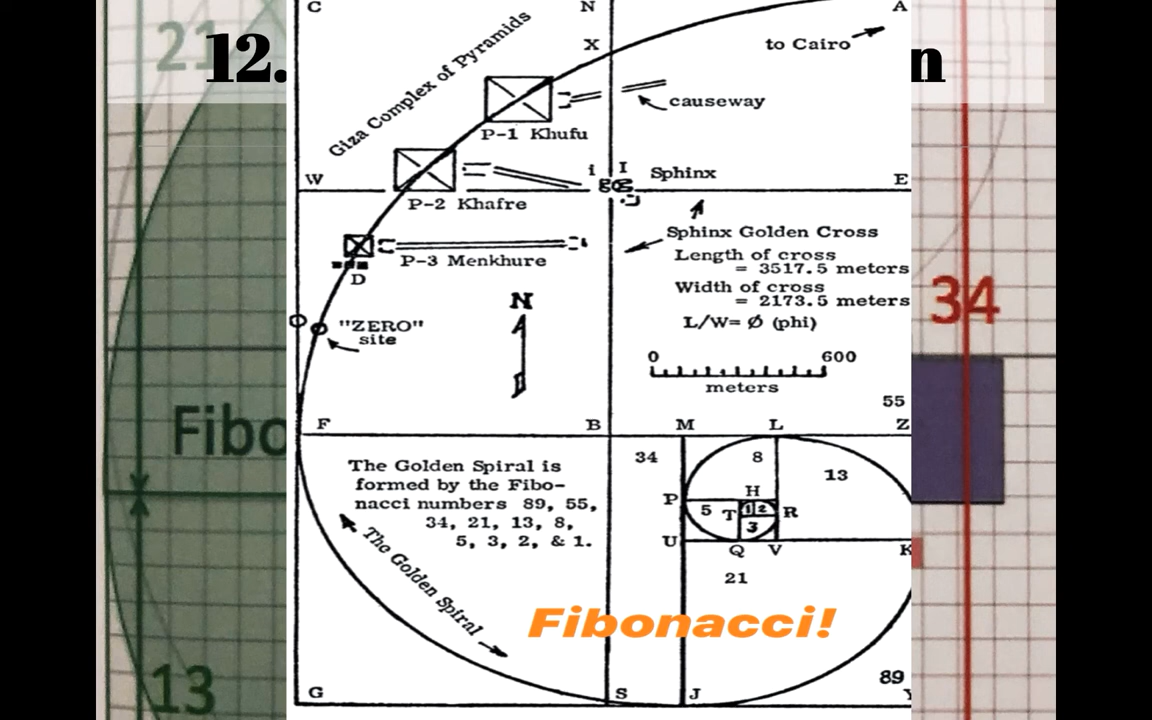 21
12.
n
C
N
A
X
to Cairo
Giza Complex of Pyramids
causeway
P-1 Khufu
W
i
I
Sphinx
E
P-2 Khafre
Sphinx Golden Cross
Length of cross
= 3517.5 meters
Width of cross
= 2173.5 meters
L/W= Ø (phi)
P-3 Menkhure
D
N
34
"ZERO"
site
0
600
meters
55
Fibo
F
B
M
L
Z
34
8
13
The Golden Spiral is
formed by the Fibo-
nacci numbers 89, 55,
34, 21, 13, 8,
5, 3, 2, & 1.
P
H
5
T
1
2
R
3
U
Q
V
K
21
The Golden Spiral
Fibonacci!
89
13
G
S
J
Y